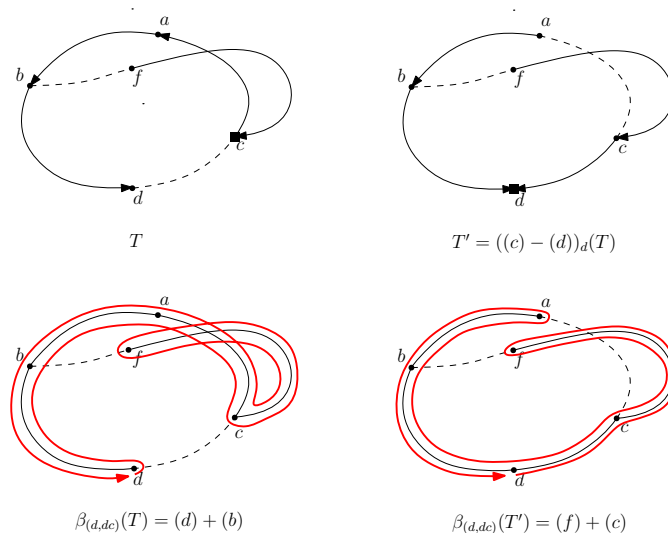 a a
b f b f
c c
d d
T T′ = ((c) − (d))_d(T)
a a
b f b f
c c
d d
β_{(d,dc)}(T) = (d) + (b) β_{(d,dc)}(T′) = (f) + (c)